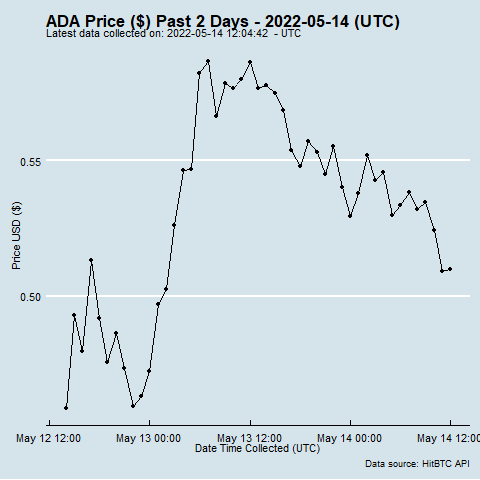 ADA Price ($) Past 2 Days - 2022-05-14 (UTC)
Latest data collected on: 2022-05-14 12:04:42 - UTC
0.55
Price USD ($)
0.50
May 12 12:00 May 13 00:00 May 13 12:00 May 14 00:00 May 14 12:00
Date Time Collected (UTC)
Data source: HitBTC API